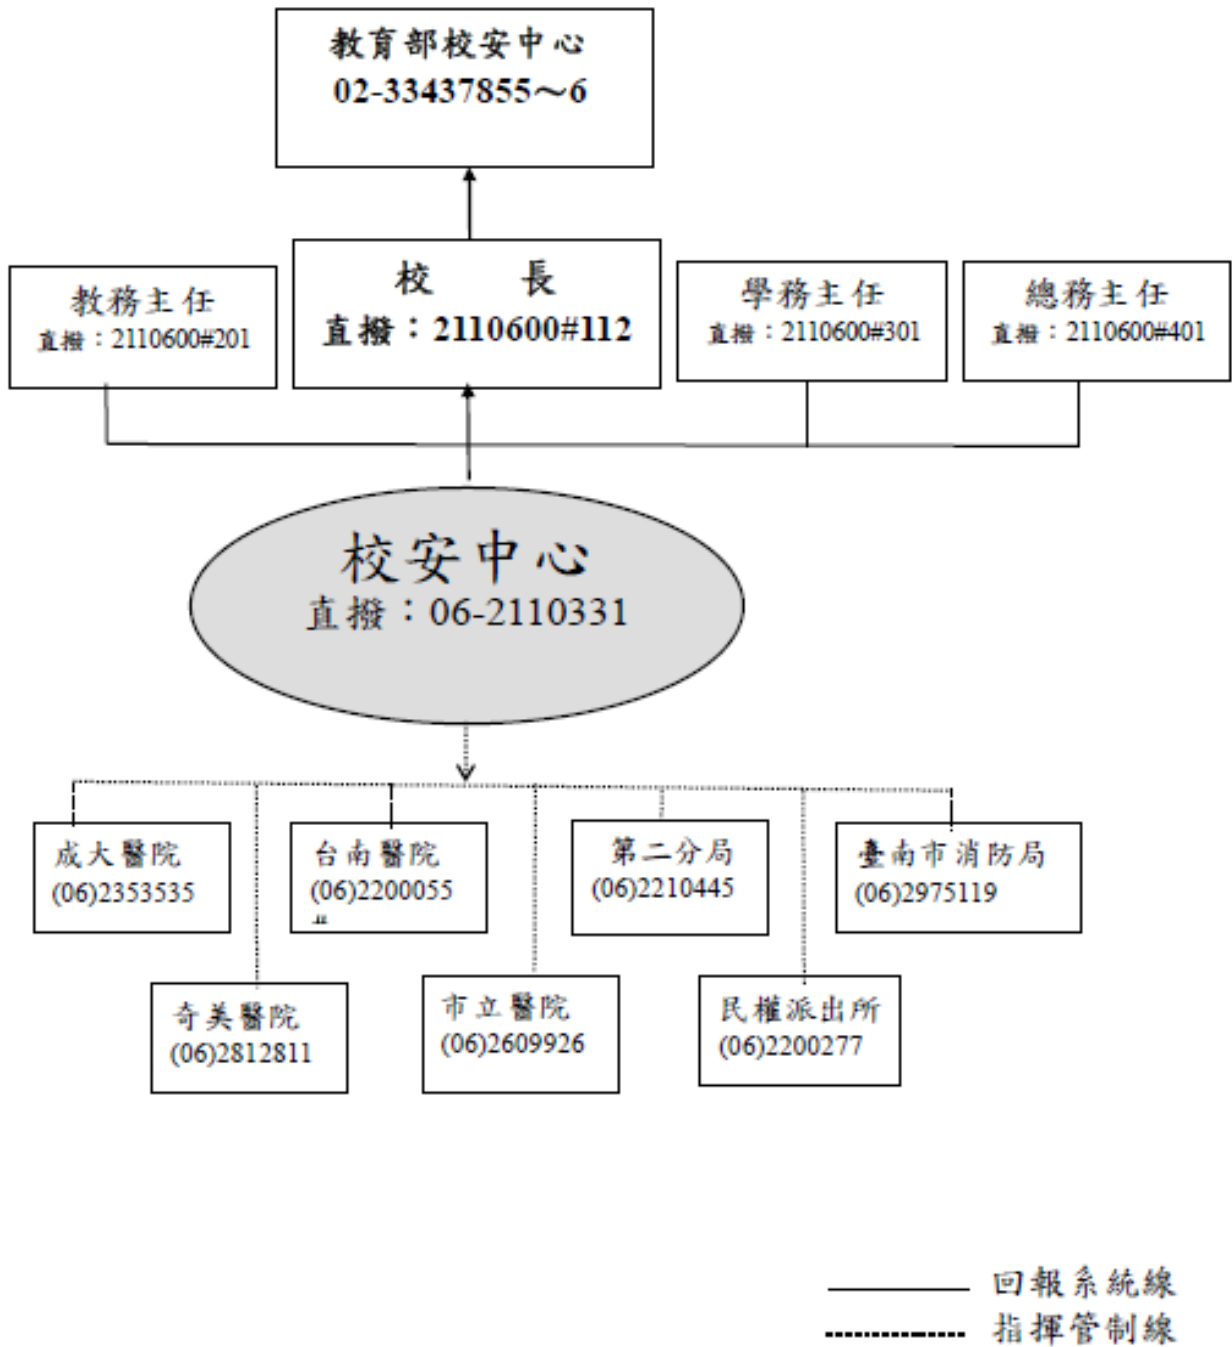 教育部校安中心
02-33437855～6
校 長
直撥：2110600#112
教務主任
直撥：2110600#201
學務主任
直撥：2110600#301
總務主任
直撥：2110600#401
校安中心
直撥：06-2110331
成大醫院
(06)2353535
台南醫院
(06)2200055
第二分局
(06)2210445
臺南市消防局
(06)2975119
奇美醫院
(06)2812811
市立醫院
(06)2609926
民權派出所
(06)2200277
回報系統線
指揮管制線